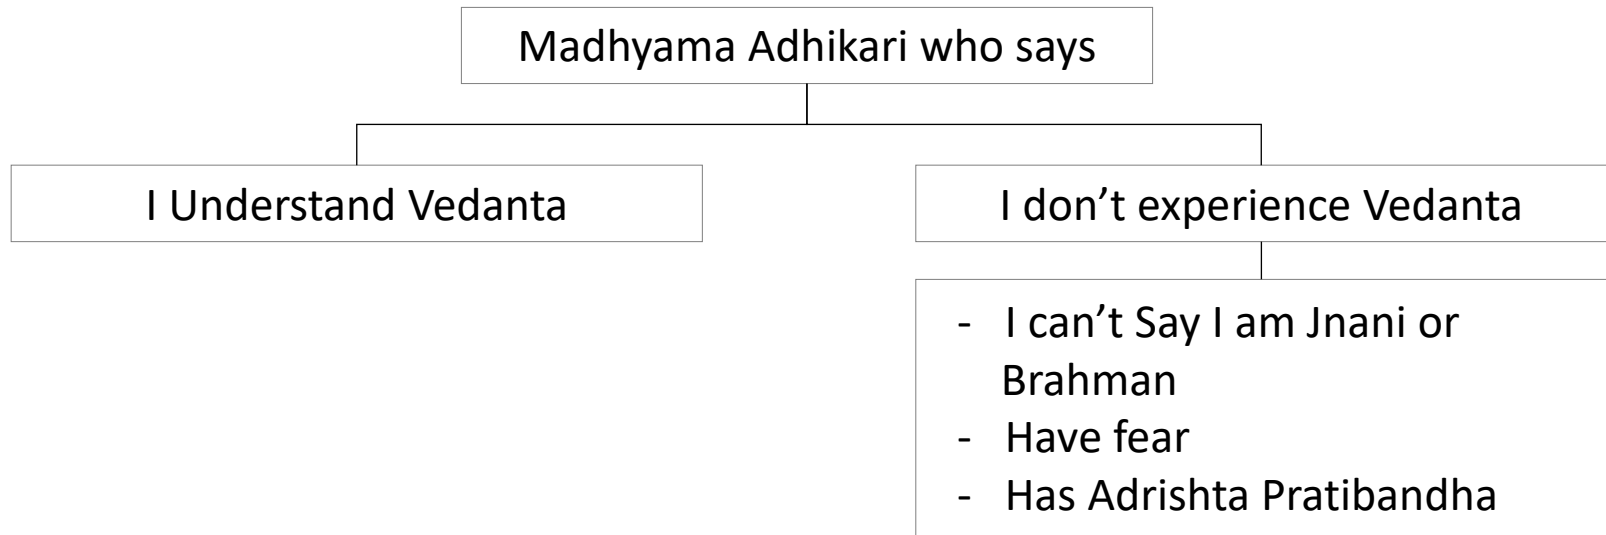 Madhyama Adhikari who says
I Understand Vedanta
I don’t experience Vedanta
- I can’t Say I am Jnani or
Brahman
- Have fear
- Has Adrishta Pratibandha